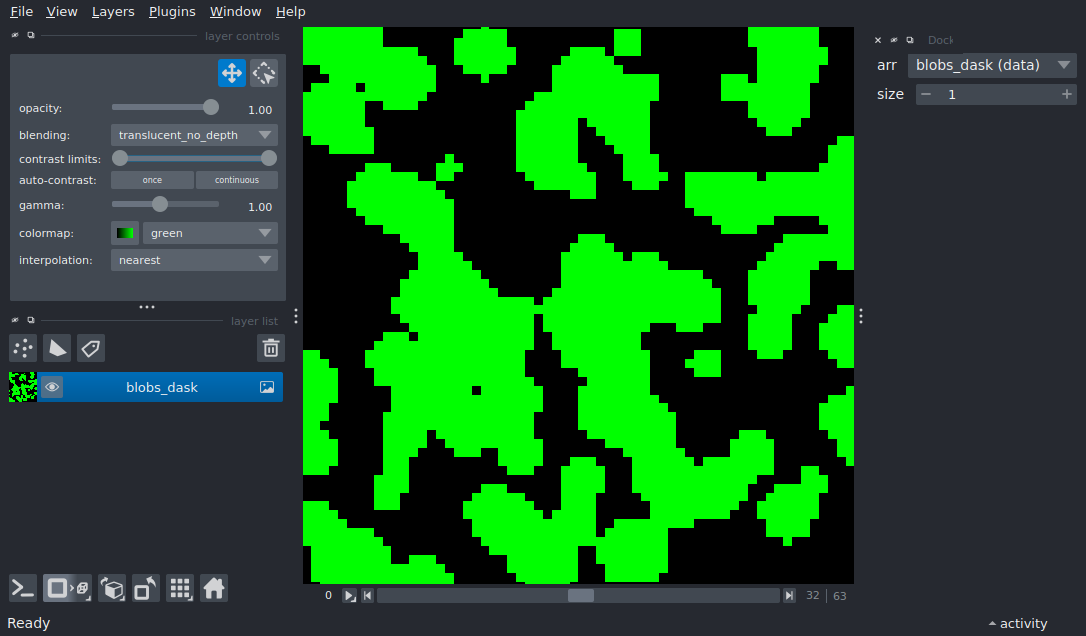 File View Layers Plugins Window Help
layer controls
opacity: 1.00
blending: translucent_no_depth
contrast limits:
auto-contrast: once continuous
gamma: 1.00
colormap: green
interpolation: nearest
layer list
blobs_dask
0 32 63
Ready
activity
Dock
arr blobs_dask (data)
size 1